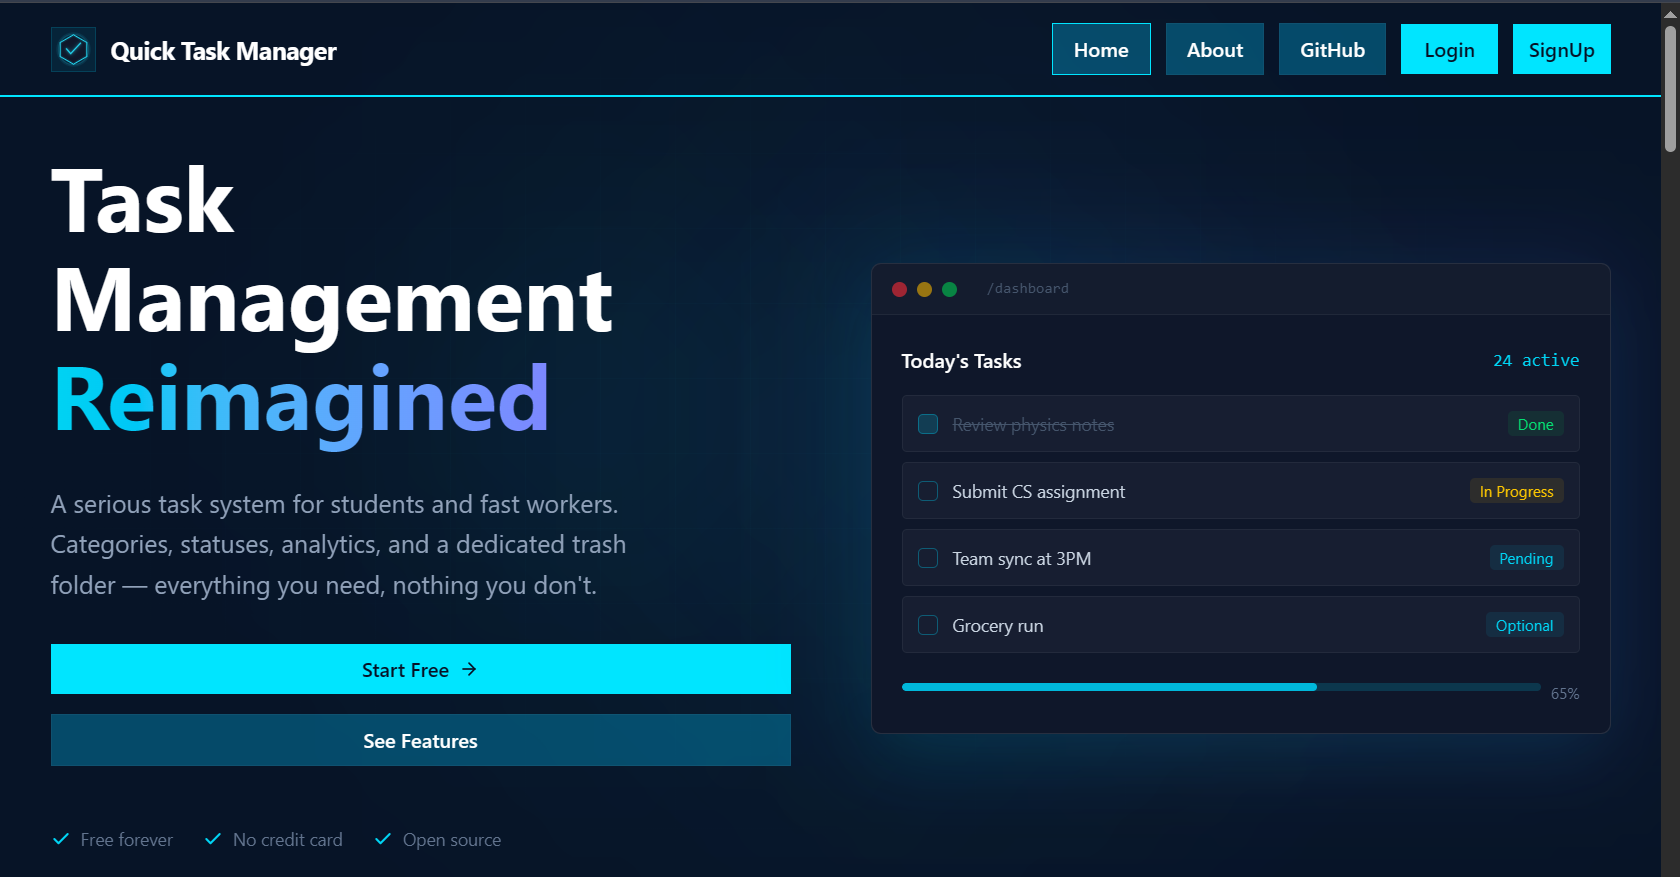 Quick Task Manager
Home
About
GitHub
Login
SignUp
Task
Management
Reimagined
A serious task system for students and fast workers.
Categories, statuses, analytics, and a dedicated trash
folder — everything you need, nothing you don't.
Start Free →
See Features
Free forever
No credit card
Open source
/dashboard
Today's Tasks
24 active
Review physics notes
Done
Submit CS assignment
In Progress
Team sync at 3PM
Pending
Grocery run
Optional
65%